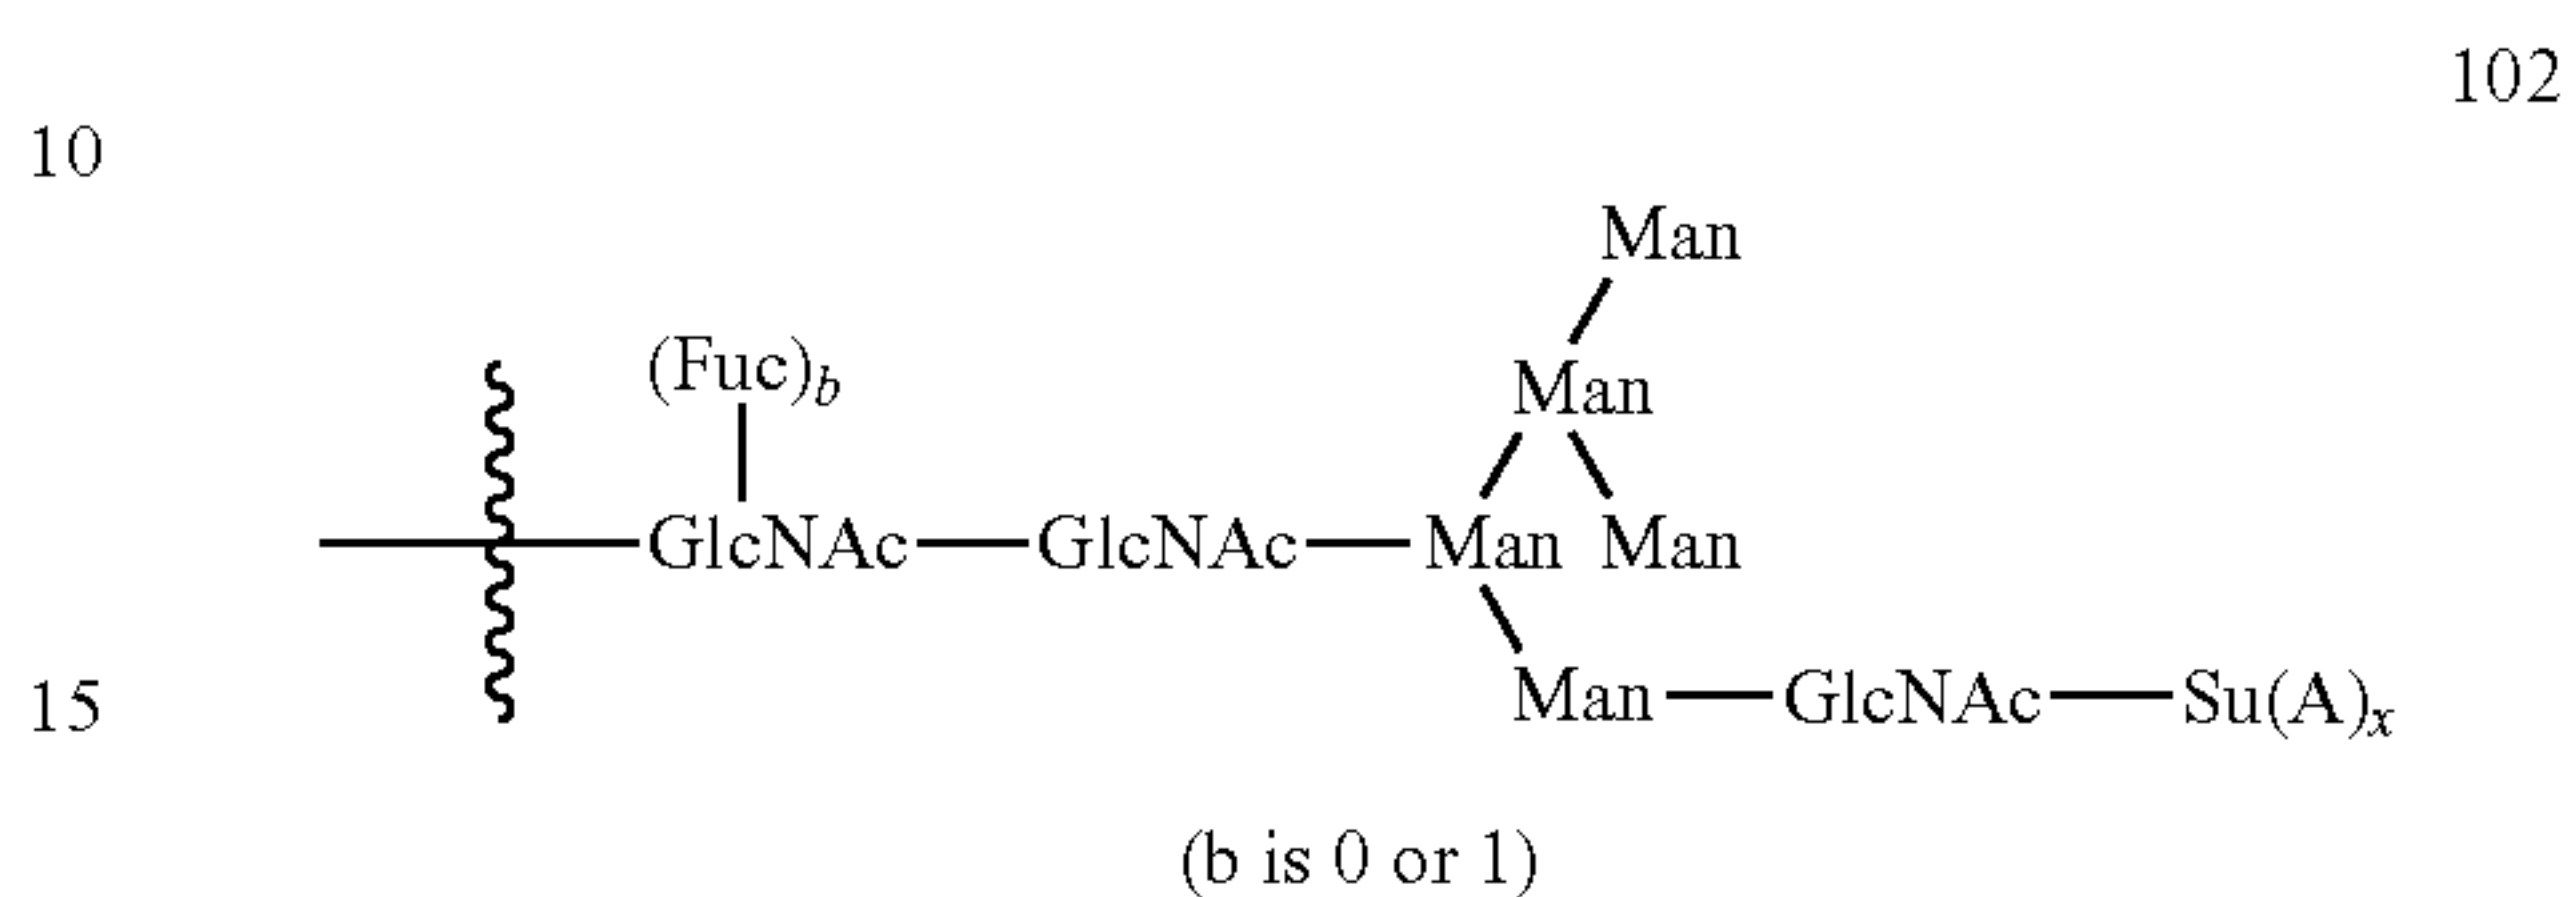 102
10
Man
(Fuc)b Man
GlcNAc GlcNAc Man Man
15 Man GlcNAc Su(A)x
(b is 0 or 1)